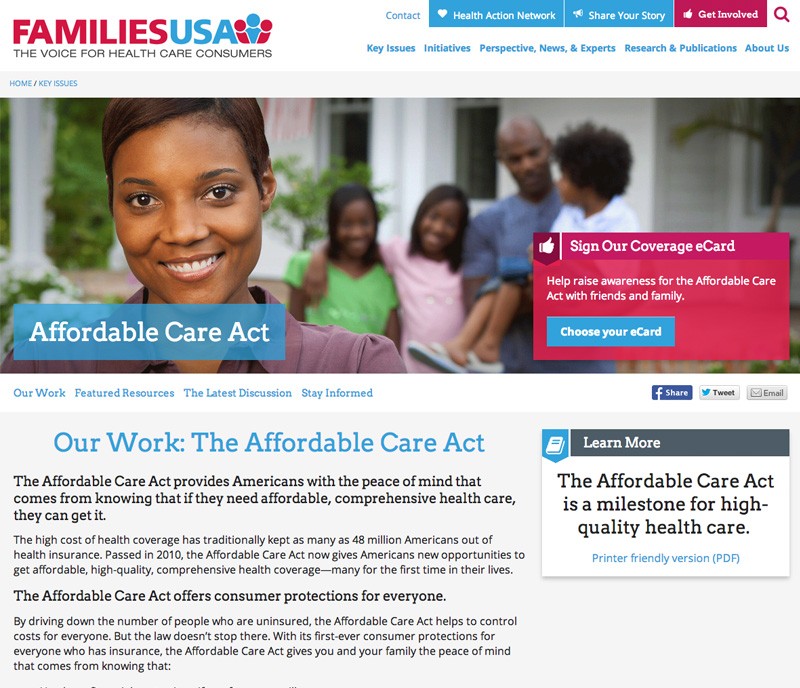 FAMILIESUSA
THE VOICE FOR HEALTH CARE CONSUMERS
Contact
Health Action Network
Share Your Story
Get Involved
Key Issues Initiatives Perspective, News, & Experts Research & Publications About Us
HOME / KEY ISSUES
Affordable Care Act
Sign Our Coverage eCard
Help raise awareness for the Affordable Care
Act with friends and family.
Choose your eCard
Our Work Featured Resources The Latest Discussion Stay Informed
Share
Tweet
Email
Our Work: The Affordable Care Act
The Affordable Care Act provides Americans with the peace of mind that
comes from knowing that if they need affordable, comprehensive health care,
they can get it.
The high cost of health coverage has traditionally kept as many as 48 million Americans out of
health insurance. Passed in 2010, the Affordable Care Act now gives Americans new opportunities to
get affordable, high-quality, comprehensive health coverage—many for the first time in their lives.
The Affordable Care Act offers consumer protections for everyone.
By driving down the number of people who are uninsured, the Affordable Care Act helps to control
costs for everyone. But the law doesn’t stop there. With its first-ever consumer protections for
everyone who has insurance, the Affordable Care Act gives you and your family the peace of mind
that comes from knowing that:
Learn More
The Affordable Care Act
is a milestone for high-
quality health care.
Printer friendly version (PDF)